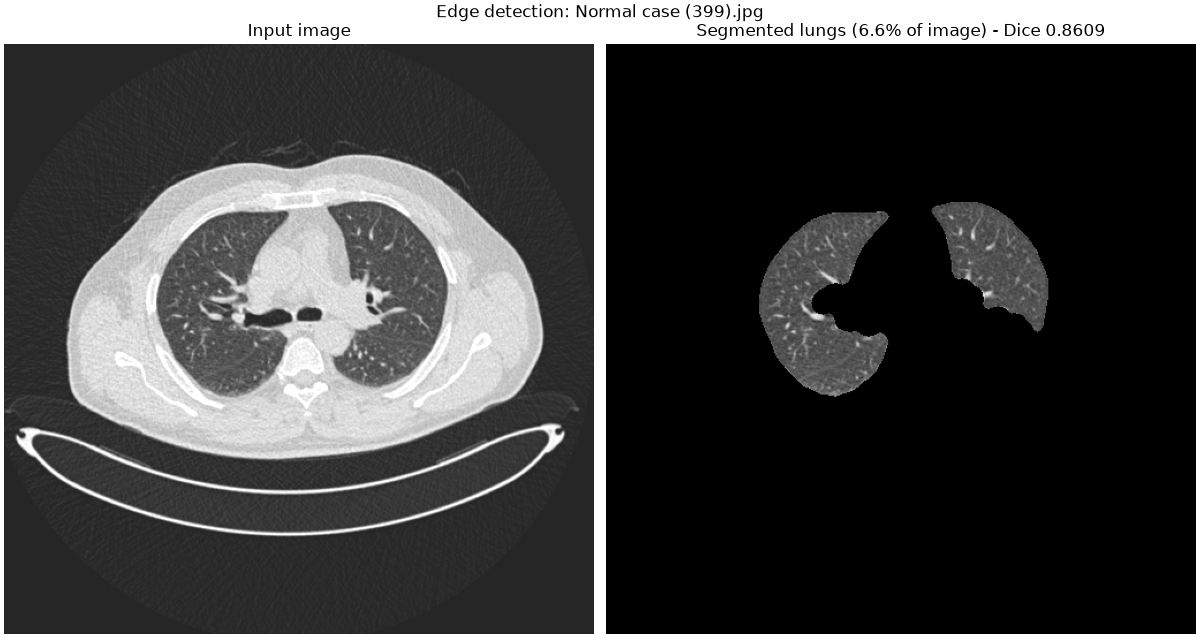 Edge detection: Normal case (399).jpg
Input image
Segmented lungs (6.6% of image) - Dice 0.8609